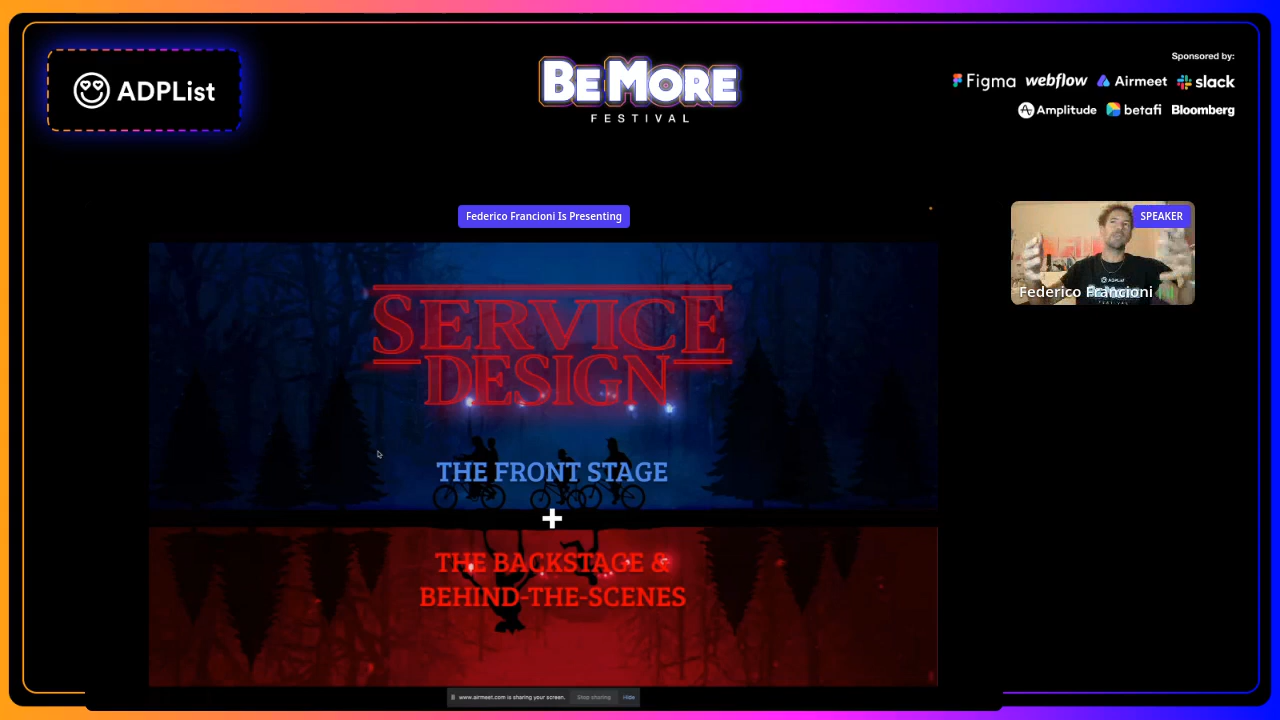 ADPList
BE MORE
FESTIVAL
Sponsored by:
Figma webflow Airmeet slack
Amplitude betafi Bloomberg
Federico Francioni Is Presenting
SPEAKER
Federico Francioni
SERVICE
DESIGN
THE FRONT STAGE
+
THE BACKSTAGE &
BEHIND-THE-SCENES
www.airmeet.com is sharing your screen. Stop sharing Hide